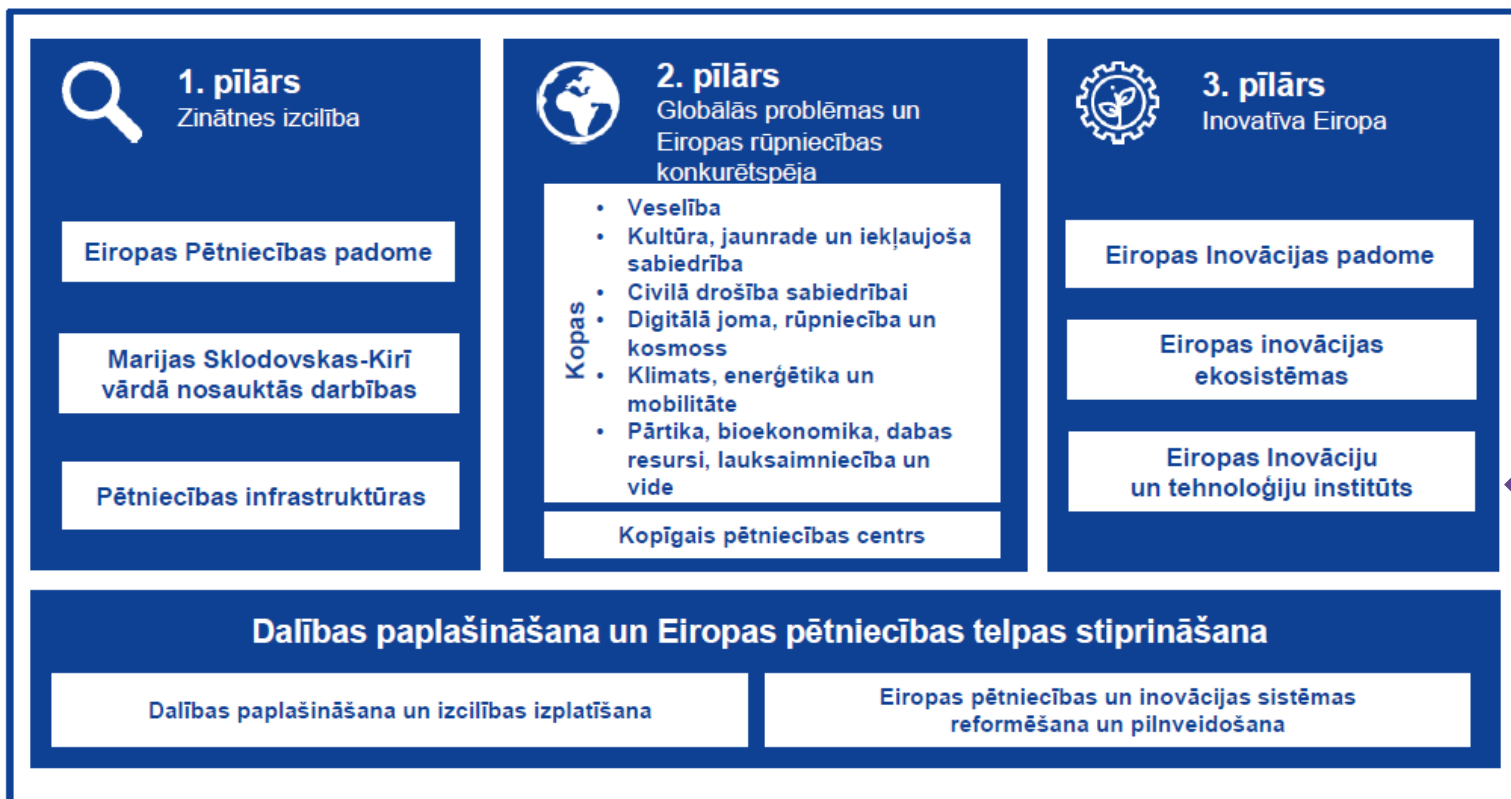 1. pīlārs
Zinātnes izcilība
Eiropas Pētniecības padome
Marijas Sklodovskas-Kirī
vārdā nosauktās darbības
Pētniecības infrastruktūras
2. pīlārs
Globālās problēmas un
Eiropas rūpniecības
konkurētspēja
Kopas
• Veselība
• Kultūra, jaunrade un iekļaujoša
sabiedrība
• Civilā drošība sabiedrībai
• Digitālā joma, rūpniecība un
kosmoss
• Klimats, enerģētika un
mobilitāte
• Pārtika, bioekonomika, dabas
resursi, lauksaimniecība un
vide
Kopīgais pētniecības centrs
3. pīlārs
Inovatīva Eiropa
Eiropas Inovācijas padome
Eiropas inovācijas
ekosistēmas
Eiropas Inovāciju
un tehnoloģiju institūts
Dalības paplašināšana un Eiropas pētniecības telpas stiprināšana
Dalības paplašināšana un izcilības izplatīšana
Eiropas pētniecības un inovācijas sistēmas
reformēšana un pilnveidošana